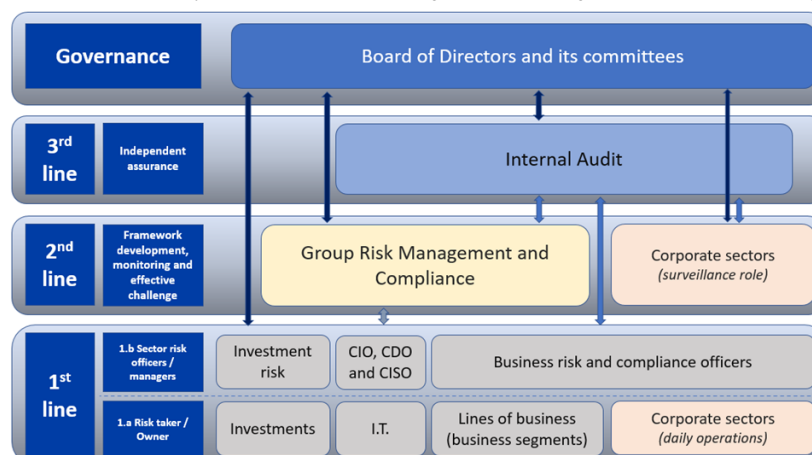 Governance
Board of Directors and its committees
3rd
line
Independent
assurance
Internal Audit
2nd
line
Framework
development,
monitoring and
effective
challenge
Group Risk Management and
Compliance
Corporate sectors
(surveillance role)
1st
line
1.b Sector risk
officers /
managers
Investment
risk
CIO, CDO
and CISO
Business risk and compliance officers
1.a Risk taker /
Owner
Investments
I.T.
Lines of business
(business segments)
Corporate sectors
(daily operations)